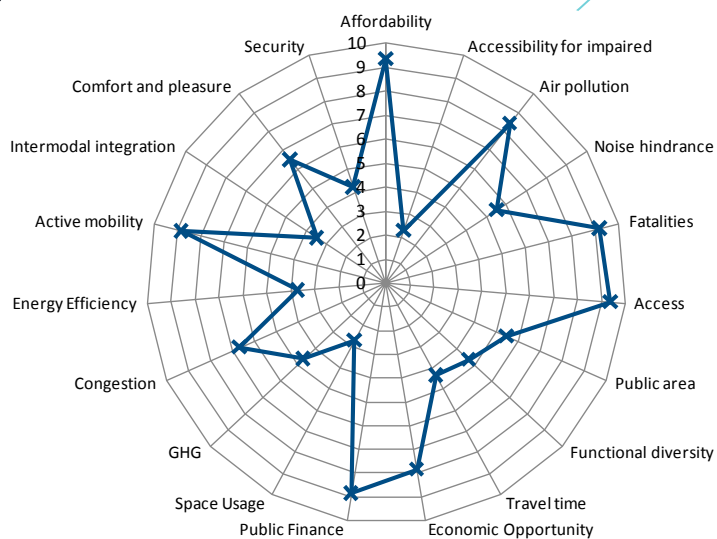 Affordability
Accessibility for impaired
Air pollution
Noise hindrance
Fatalities
Access
Public area
Functional diversity
Travel time
Economic Opportunity
Public Finance
Space Usage
GHG
Congestion
Energy Efficiency
Active mobility
Intermodal integration
Comfort and pleasure
Security
10
9
8
7
6
5
4
3
2
1
0